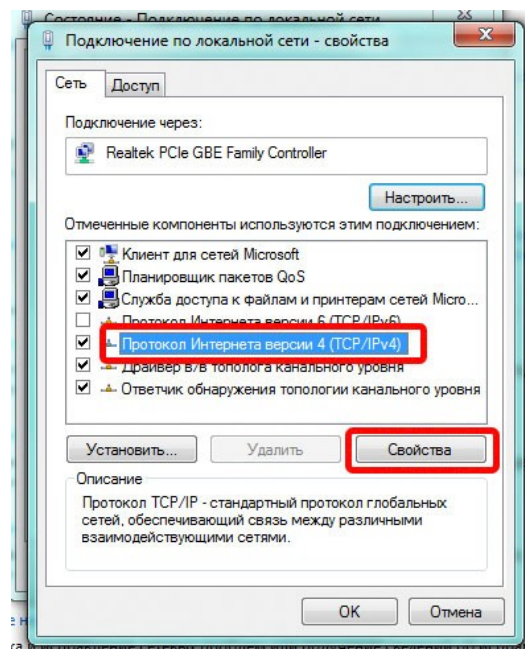 Состояние - Подключение по локальной сети
Подключение по локальной сети - свойства
Сеть
Доступ
Подключение через:
Realtek PCIe GBE Family Controller
Настроить...
Отмеченные компоненты используются этим подключением:
Клиент для сетей Microsoft
Планировщик пакетов QoS
Служба доступа к файлам и принтерам сетей Micro...
Протокол Интернета версии 6 (TCP/IPv6)
Протокол Интернета версии 4 (TCP/IPv4)
Драйвер в/в тополога канального уровня
Ответчик обнаружения топологии канального уровня
Установить...
Удалить
Свойства
Описание
Протокол TCP/IP - стандартный протокол глобальных
сетей, обеспечивающий связь между различными
взаимодействующими сетями.
OK
Отмена